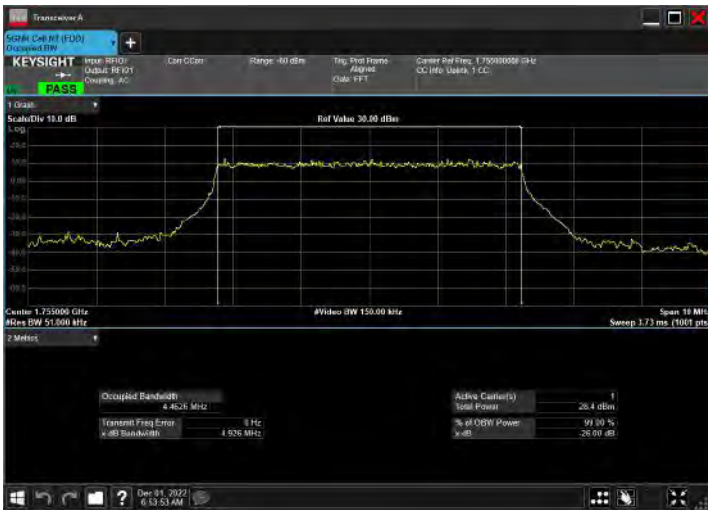 Transceiver A
5GNR Cell NT (FDD)
Occupied BW
KEYSIGHT Input: RFIO1 Corr CCorr Range: -60 dBm Trig: Prot Frame Center Ref Freq: 1.755000000 GHz
Output: RFIO1 Aligned CC Info: Uplink, 1 CC
Coupling: AC Gate: FFT
PASS
1 Graph
Scale/Div 10.0 dB Ref Value 30.00 dBm
Log
Center 1.755000 GHz #Video BW 150.00 kHz Span 10 MHz
#Res BW 51.000 kHz Sweep 3.73 ms (1001 pts
2 Metrics
Occupied Bandwidth Active Carrier(s) 1
4.4626 MHz Total Power 28.4 dBm
Transmit Freq Error 0 Hz % of OBW Power 99.00 %
x dB Bandwidth 4.926 MHz x dB -26.00 dB
Dec 01, 2022
6:53:53 AM